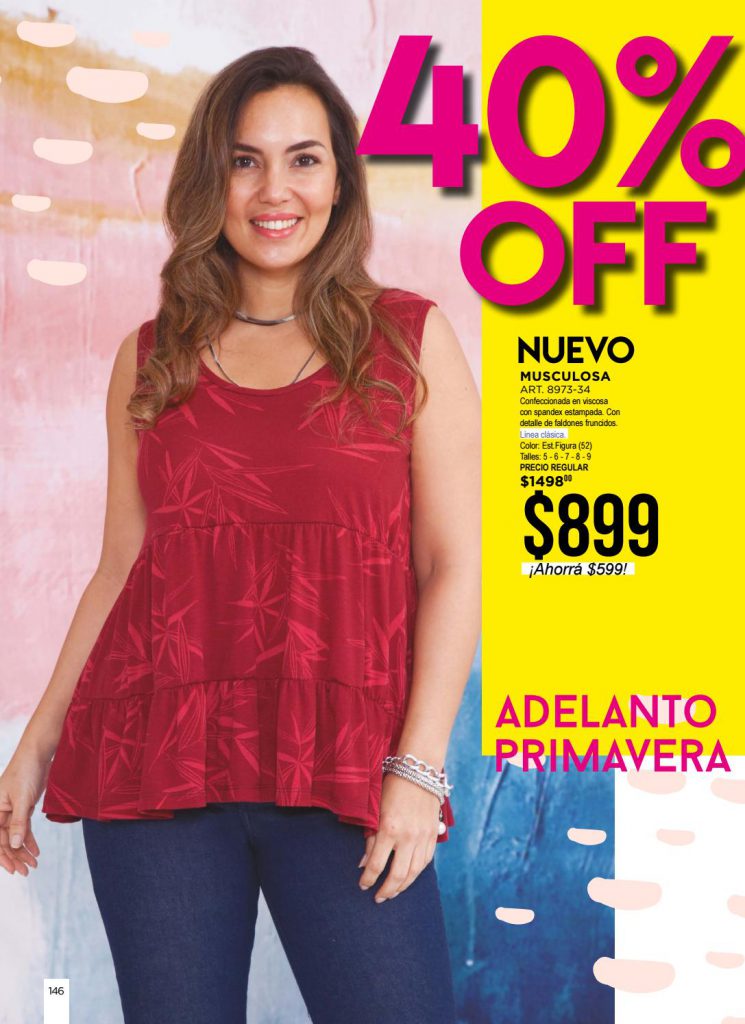 40%
OFF
NUEVO
MUSCULOSA
ART. 8973-34
Confeccionada en viscosa
con spandex estampada. Con
detalle de faldones fruncidos.
Línea clásica.
Color: Est.Figura (52)
Talles: 5 - 6 - 7 - 8 - 9
PRECIO REGULAR
$1498⁰⁰
$899
¡Ahorrá $599!
ADELANTO
PRIMAVERA
146